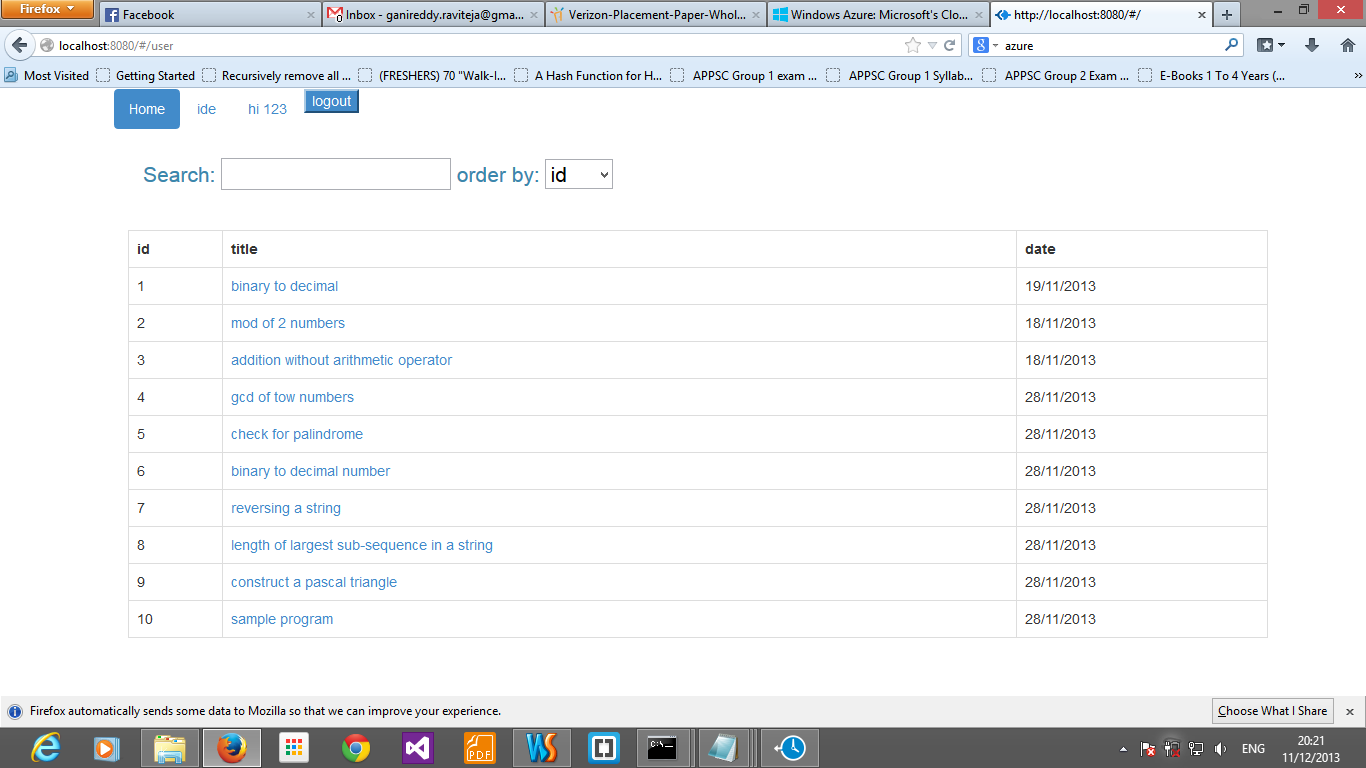 Firefox
Facebook
Inbox - ganireddy.raviteja@gma...
Verizon-Placement-Paper-Whol...
Windows Azure: Microsoft's Clo...
http://localhost:8080/#/
localhost:8080/#/user
azure
Most Visited
Getting Started
Recursively remove all ...
(FRESHERS) 70 "Walk-I...
A Hash Function for H...
APPSC Group 1 exam ...
APPSC Group 1 Syllab...
APPSC Group 2 Exam ...
E-Books 1 To 4 Years (...
Home ide hi 123 logout
Search: order by: id
id title date
1 binary to decimal 19/11/2013
2 mod of 2 numbers 18/11/2013
3 addition without arithmetic operator 18/11/2013
4 gcd of tow numbers 28/11/2013
5 check for palindrome 28/11/2013
6 binary to decimal number 28/11/2013
7 reversing a string 28/11/2013
8 length of largest sub-sequence in a string 28/11/2013
9 construct a pascal triangle 28/11/2013
10 sample program 28/11/2013
Firefox automatically sends some data to Mozilla so that we can improve your experience.
Choose What I Share
PDF
ENG
20:21
11/12/2013